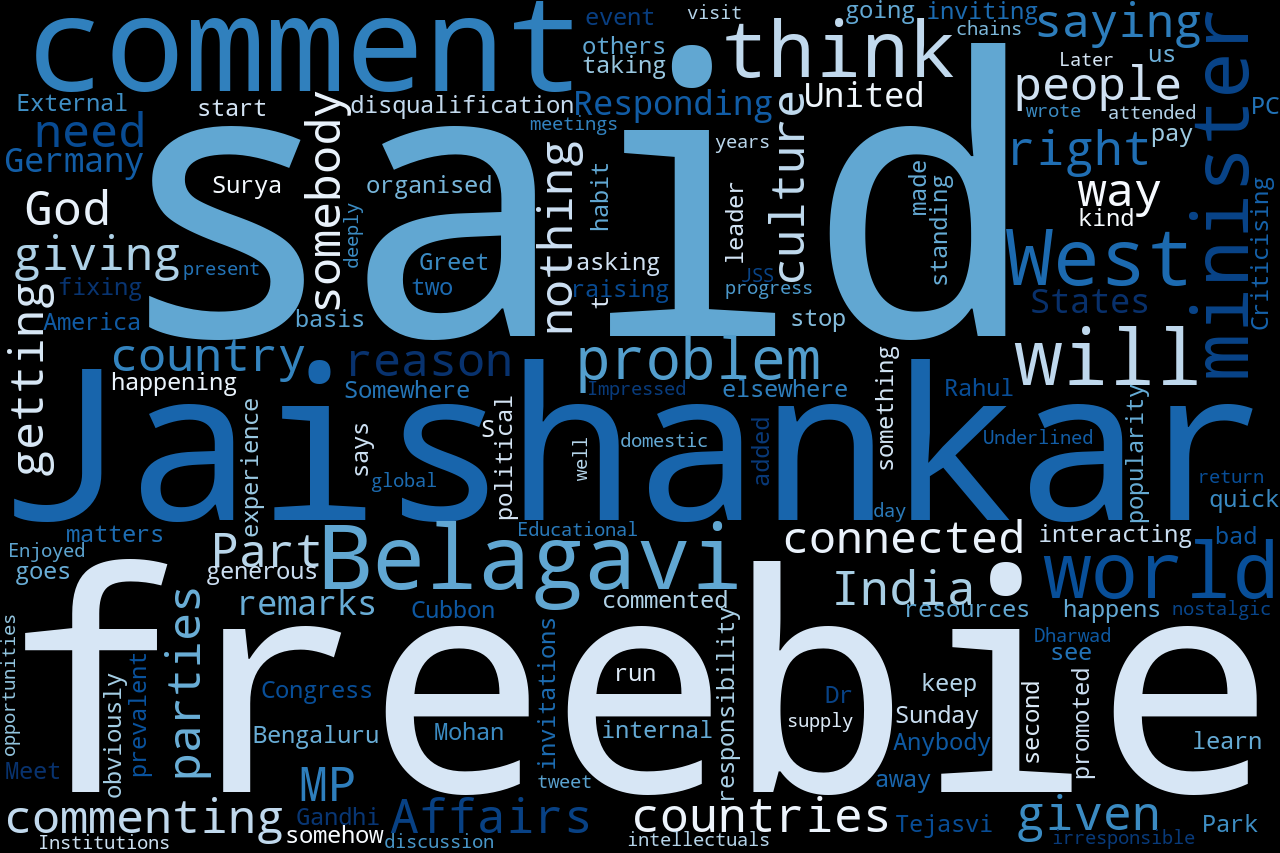 comment
said
think
event
visit
going
inviting
chains
saying
others
taking
Later
us
people
minister
External
start
disqualification
Responding
United
wrote
attended
PC
need
meetings
years
pay
right
Germany
somebody
nothing
culture
God
Surya
organised
habit
leader
made
standing
way
kind
Criticising
giving
deeply
present
Greet
asking
JSS
West
fixing
two
raising
progress
t
States
getting
America
basis
stop
country
reason
problem
will
happening
Somewhere
Impressed
elsewhere
Rahul
something
popularity
Jaishankar
experience
says
S
political
domestic
well
added
Underlined
global
return
quick
day
matters
Enjoyed
goes
Part
generous
Belagavi
Educational
connected
interacting
bad
India
world
remarks
Cubbon
commented
resources
happens
nostalgic
freebie
opportunities
parties
invitations
responsibility
Dharwad
see
obviously
prevalent
Congress
run
Dr
keep
second
promoted
Bengaluru
Mohan
internal
supply
Sunday
Anybody
learn
Meet
MP
tweet
away
commenting
Gandhi
Affairs
countries
Tejasvi
given
Park
Institutions
somehow
discussion
intellectuals
irresponsible